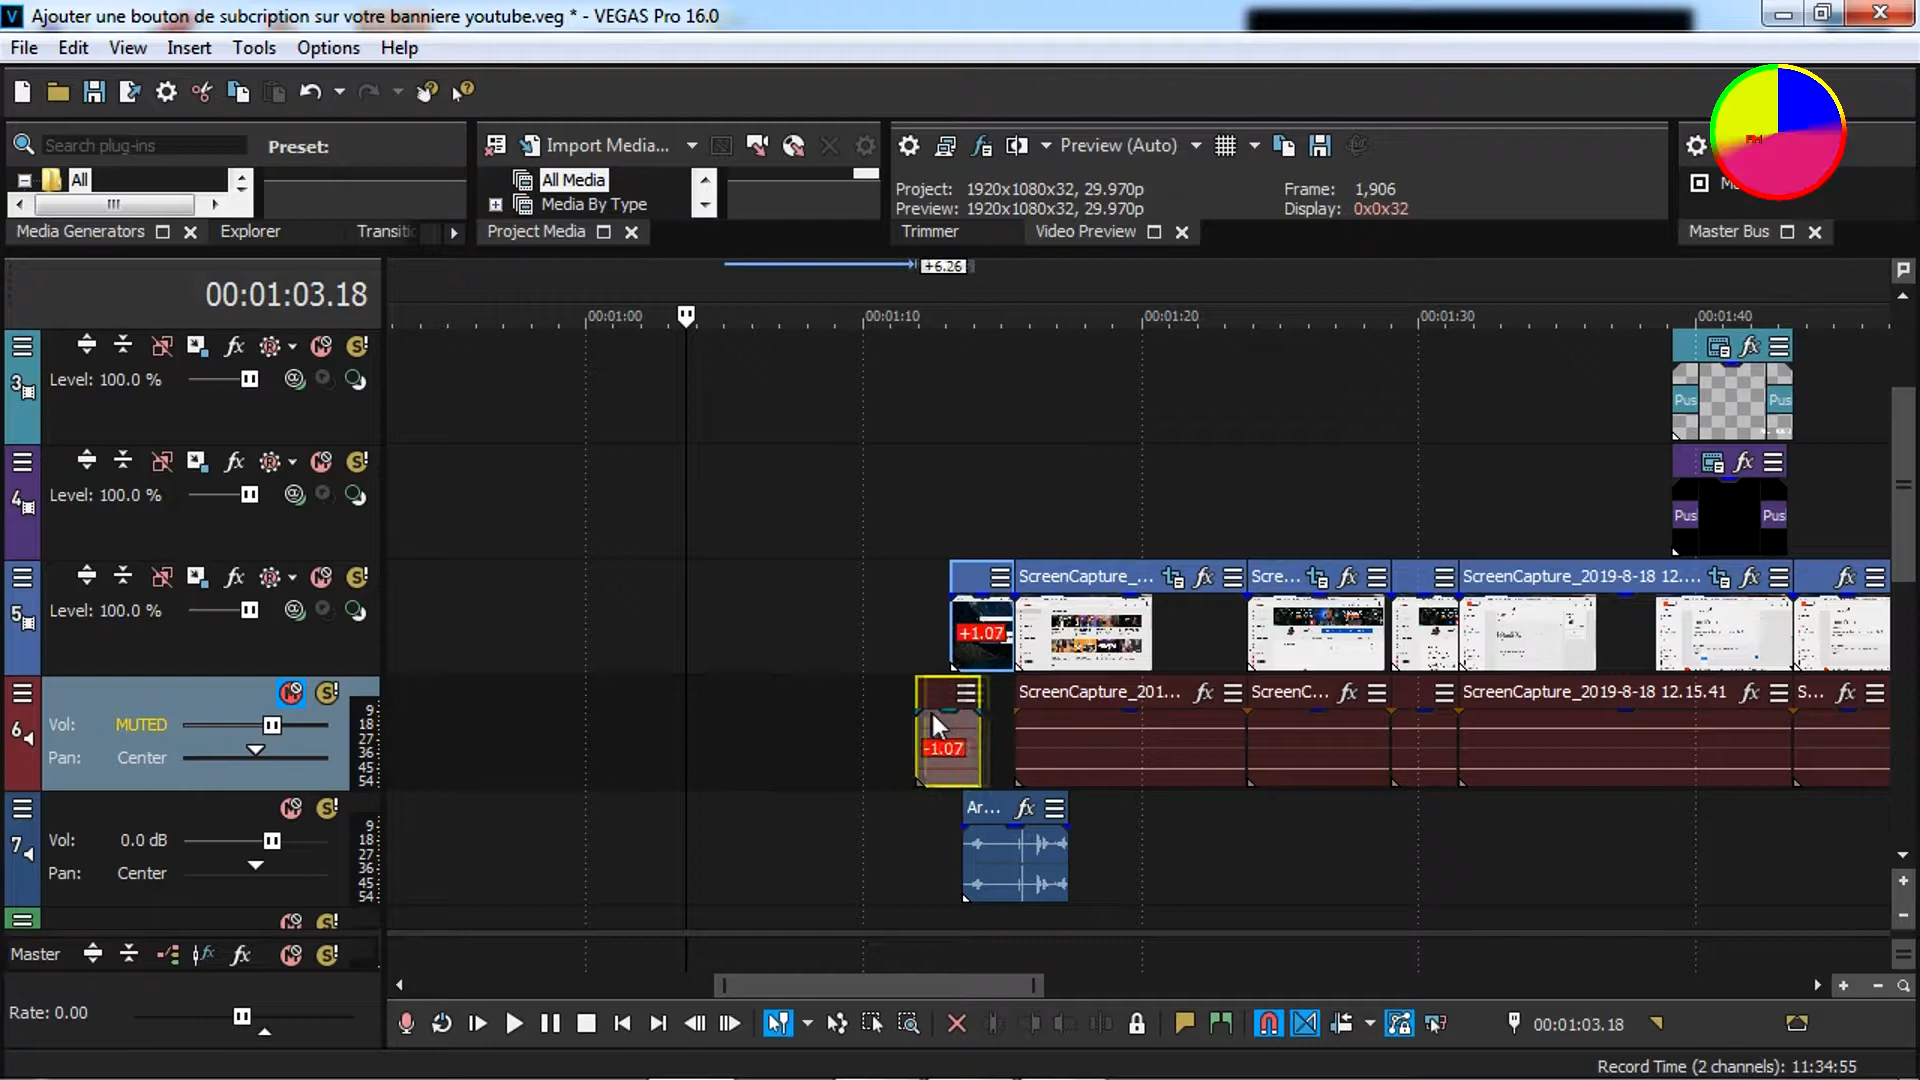 Ajouter une bouton de subcription sur votre banniere youtube.veg * - VEGAS Pro 16.0
File Edit View Insert Tools Options Help
Search plug-ins
Preset:
Import Media...
Preview (Auto)
All
All Media
Media By Type
Project: 1920x1080x32, 29.970p
Preview: 1920x1080x32, 29.970p
Frame: 1,906
Display: 0x0x32
Media Generators
Explorer
Project Media
Trimmer
Video Preview
Master Bus
+6.26
00:01:03.18
00:01:00
00:01:10
00:01:20
00:01:30
00:01:40
3
Level: 100.0 %
Pus
Pus
4
Level: 100.0 %
Pus
Pus
5
Level: 100.0 %
ScreenCapture_...
Scre...
ScreenCapture_2019-8-18 12....
+1.07
6
Vol: MUTED
Pan: Center
9
18
27
36
45
54
ScreenCapture_201...
ScreenC...
ScreenCapture_2019-8-18 12.15.41
S...
-1.07
7
Vol: 0.0 dB
Pan: Center
9
18
27
36
45
54
Ar...
Master
Rate: 0.00
00:01:03.18
Record Time (2 channels): 11:34:55